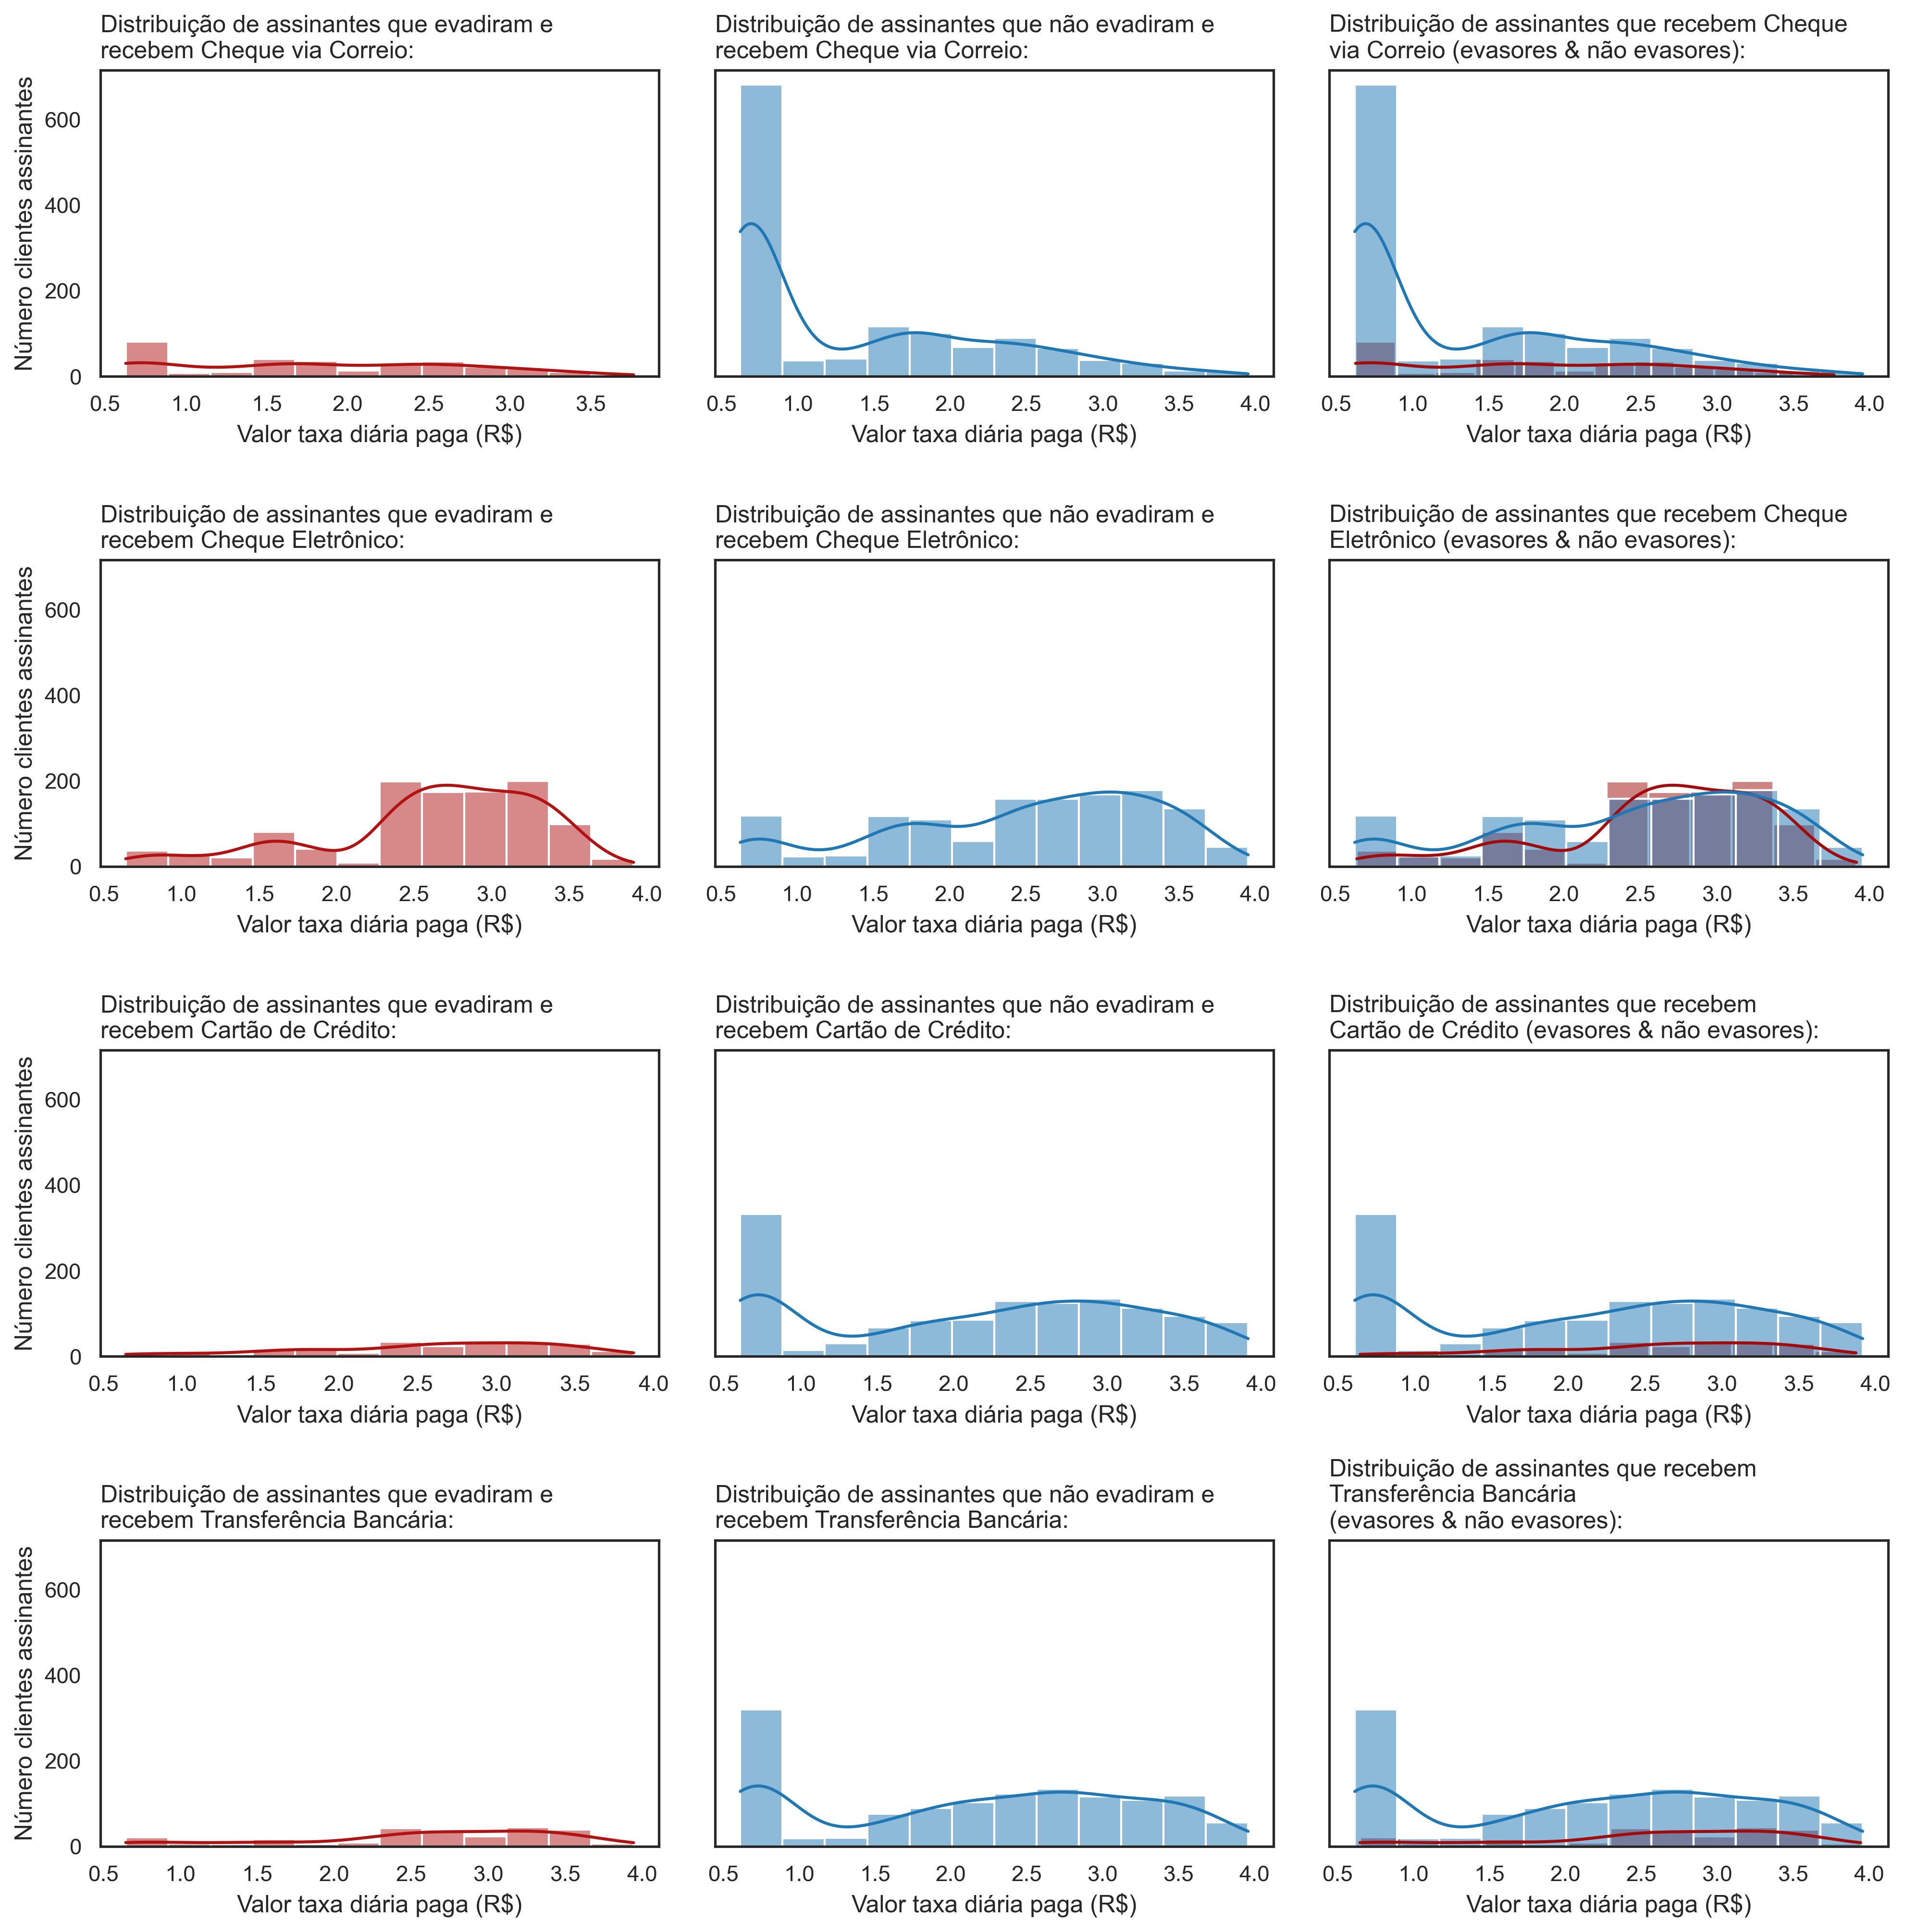 Distribuição de assinantes que evadiram e
recebem Cheque via Correio:
Distribuição de assinantes que não evadiram e
recebem Cheque via Correio:
Distribuição de assinantes que recebem Cheque
via Correio (evasores & não evasores):
Número clientes assinantes
600
400
200
0
0.5 1.0 1.5 2.0 2.5 3.0 3.5
0.5 1.0 1.5 2.0 2.5 3.0 3.5 4.0
0.5 1.0 1.5 2.0 2.5 3.0 3.5 4.0
Valor taxa diária paga (R$)
Valor taxa diária paga (R$)
Valor taxa diária paga (R$)
Distribuição de assinantes que evadiram e
recebem Cheque Eletrônico:
Distribuição de assinantes que não evadiram e
recebem Cheque Eletrônico:
Distribuição de assinantes que recebem Cheque
Eletrônico (evasores & não evasores):
Número clientes assinantes
600
400
200
0
0.5 1.0 1.5 2.0 2.5 3.0 3.5 4.0
0.5 1.0 1.5 2.0 2.5 3.0 3.5 4.0
0.5 1.0 1.5 2.0 2.5 3.0 3.5 4.0
Valor taxa diária paga (R$)
Valor taxa diária paga (R$)
Valor taxa diária paga (R$)
Distribuição de assinantes que evadiram e
recebem Cartão de Crédito:
Distribuição de assinantes que não evadiram e
recebem Cartão de Crédito:
Distribuição de assinantes que recebem
Cartão de Crédito (evasores & não evasores):
Número clientes assinantes
600
400
200
0
0.5 1.0 1.5 2.0 2.5 3.0 3.5 4.0
0.5 1.0 1.5 2.0 2.5 3.0 3.5 4.0
0.5 1.0 1.5 2.0 2.5 3.0 3.5 4.0
Valor taxa diária paga (R$)
Valor taxa diária paga (R$)
Valor taxa diária paga (R$)
Distribuição de assinantes que evadiram e
recebem Transferência Bancária:
Distribuição de assinantes que não evadiram e
recebem Transferência Bancária:
Distribuição de assinantes que recebem
Transferência Bancária
(evasores & não evasores):
Número clientes assinantes
600
400
200
0
0.5 1.0 1.5 2.0 2.5 3.0 3.5 4.0
0.5 1.0 1.5 2.0 2.5 3.0 3.5 4.0
0.5 1.0 1.5 2.0 2.5 3.0 3.5 4.0
Valor taxa diária paga (R$)
Valor taxa diária paga (R$)
Valor taxa diária paga (R$)